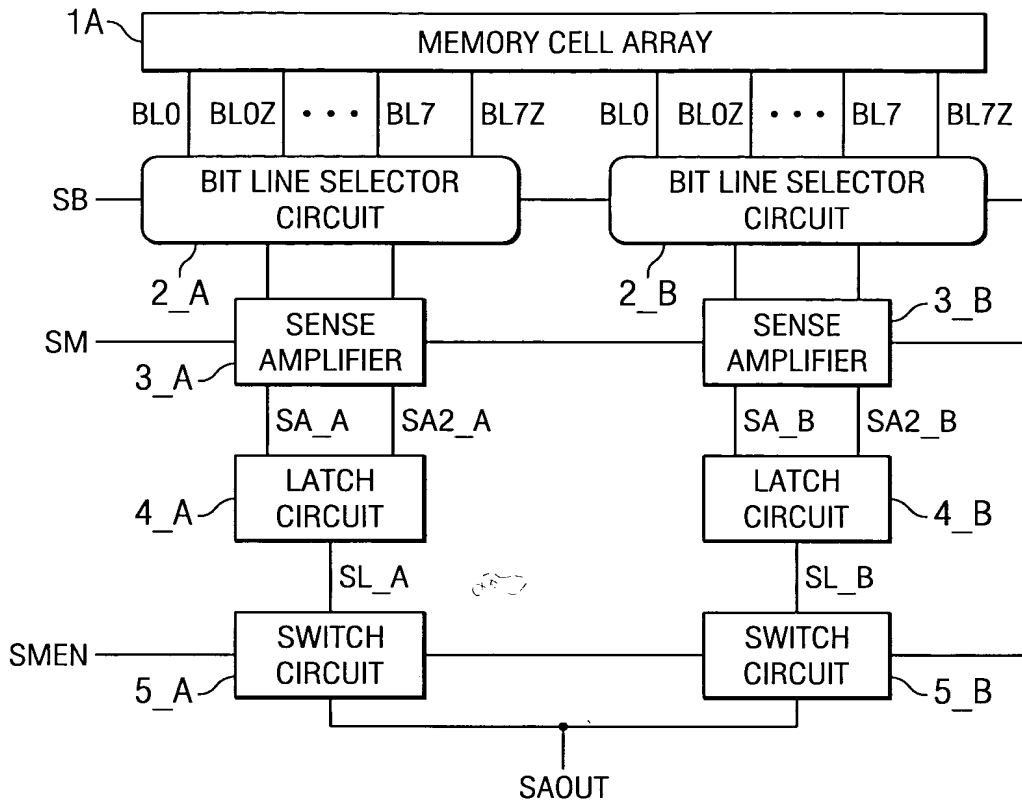 1A
MEMORY CELL ARRAY
BL0 BL0Z ••• BL7 BL7Z BL0 BL0Z ••• BL7 BL7Z
SB
BIT LINE SELECTOR
CIRCUIT
BIT LINE SELECTOR
CIRCUIT
2_A
2_B
SM
SENSE
AMPLIFIER
3_A
SENSE
AMPLIFIER
3_B
SA_A SA2_A SA_B SA2_B
LATCH
CIRCUIT
4_A
LATCH
CIRCUIT
4_B
SL_A SL_B
SMEN
SWITCH
CIRCUIT
5_A
SWITCH
CIRCUIT
5_B
SAOUT